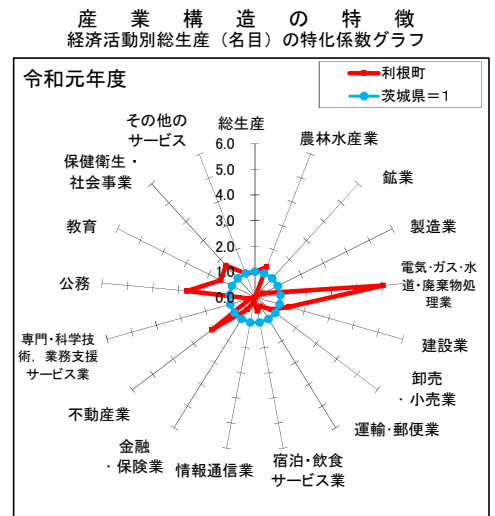 産業構造の特徴
経済活動別総生産（名目）の特化係数グラフ
令和元年度
利根町
茨城県＝1
総生産
農林水産業
鉱業
製造業
電気・ガス・水
道・廃棄物処
理業
建設業
卸売
・小売業
運輸・郵便業
宿泊・飲食
サービス業
情報通信業
金融
・保険業
不動産業
専門・科学技
術，業務支援
サービス業
公務
教育
保健衛生・
社会事業
その他の
サービス
6.0
5.0
4.0
3.0
2.0
1.0
0.0